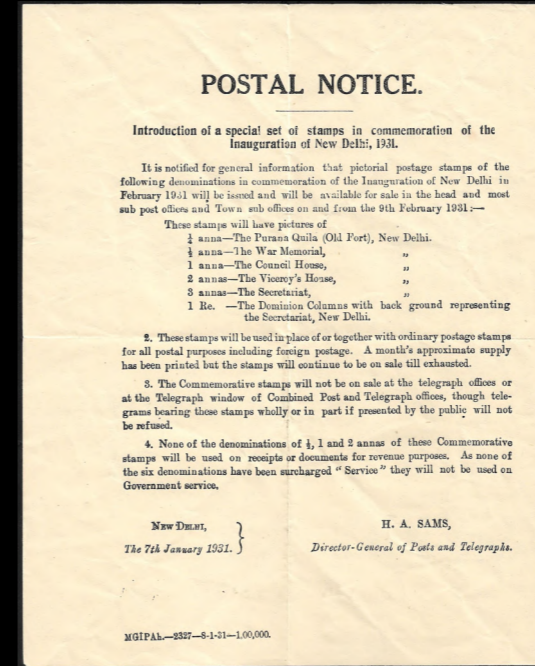 POSTAL NOTICE.
Introduction of a special set of stamps in commemoration of the
Inauguration of New Delhi, 1931.
It is notified for general information that pictorial postage stamps of the
following denominations in commemoration of the Inauguration of New Delhi in
February 1931 will be issued and will be available for sale in the head and most
sub post offices and Town sub offices on and from the 9th February 1931:—
These stamps will have pictures of
¼ anna—The Purana Quila (Old Fort), New Delhi.
½ anna—The War Memorial, „
1 anna—The Council House, „
2 annas—The Viceroy's House, „
3 annas—The Secretariat, „
1 Re. —The Dominion Columns with back ground representing
the Secretariat, New Delhi.
2. These stamps will be used in place of or together with ordinary postage stamps
for all postal purposes including foreign postage. A month's approximate supply
has been printed but the stamps will continue to be on sale till exhausted.
3. The Commemorative stamps will not be on sale at the telegraph offices or
at the Telegraph window of Combined Post and Telegraph offices, though tele-
grams bearing these stamps wholly or in part if presented by the public will not
be refused.
4. None of the denominations of ½, 1 and 2 annas of these Commemorative
stamps will be used on receipts or documents for revenue purposes. As none of
the six denominations have been surcharged "Service" they will not be used on
Government service.
NEW DELHI,
The 7th January 1931.
H. A. SAMS,
Director-General of Posts and Telegraphs.
MGIPAh.—2327—8-1-31—1,00,000.